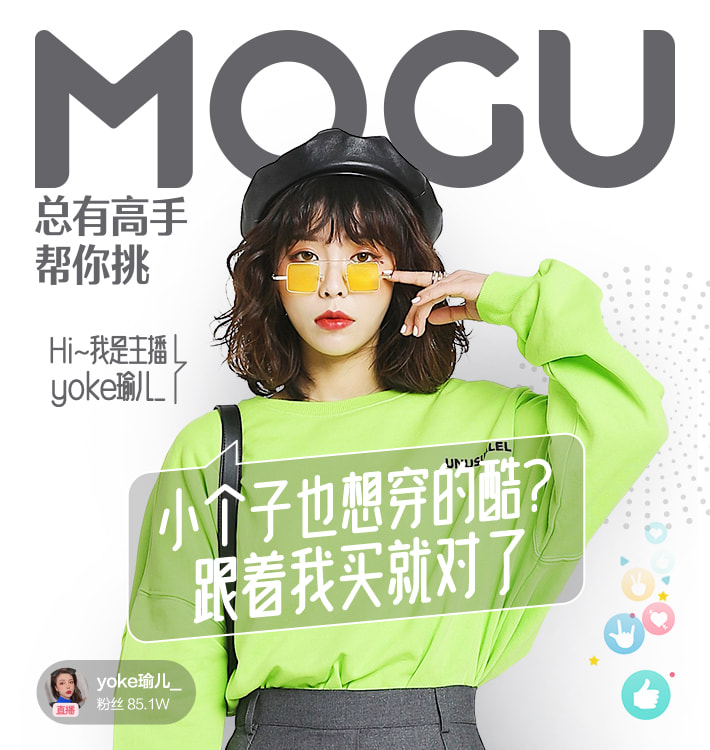 MOGU
总有高手
帮你挑
Hi~我是主播
yoke瑜儿_
小个子也想穿的酷?
跟着我买就对了
yoke瑜儿_
粉丝 85.1W
直播